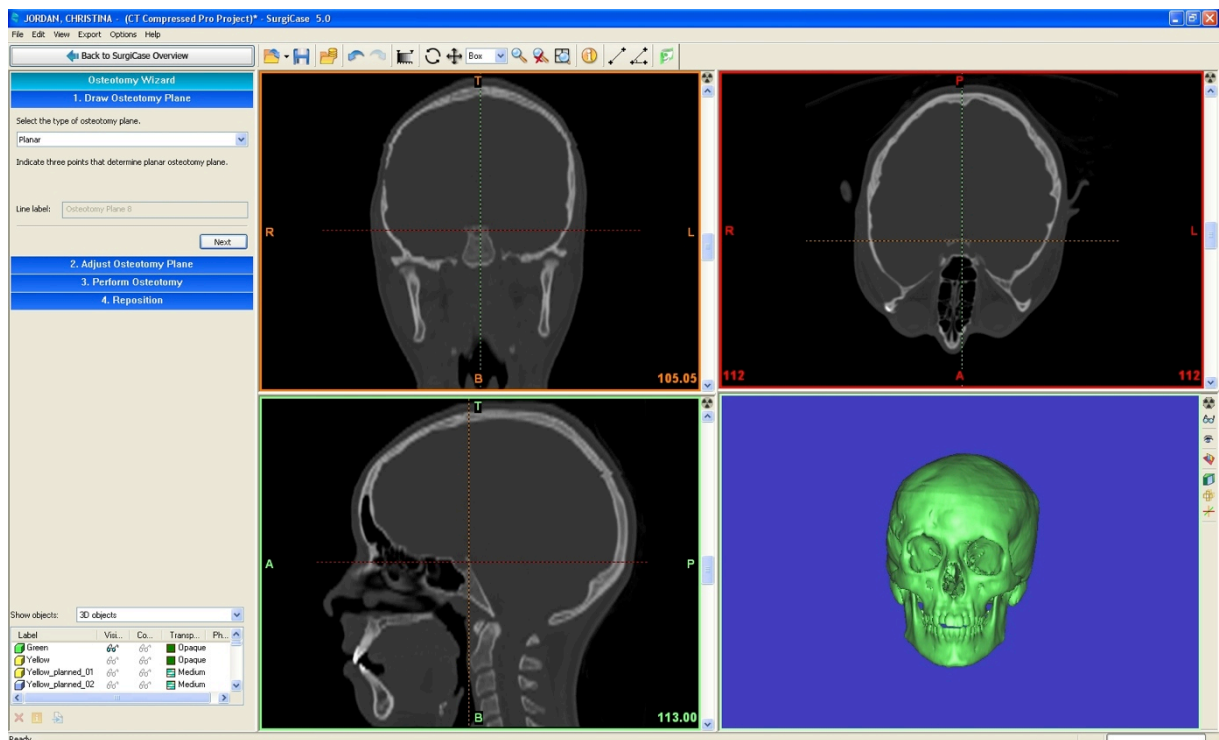 JORDAN, CHRISTINA - (CT Compressed Pro Project)* - SurgiCase 5.0
File Edit View Export Options Help
Back to SurgiCase Overview
Box
Osteotomy Wizard
1. Draw Osteotomy Plane
Select the type of osteotomy plane.
Planar
Indicate three points that determine planar osteotomy plane.
Line label: Osteotomy Plane 8
Next
2. Adjust Osteotomy Plane
3. Perform Osteotomy
4. Reposition
T
R
L
B
105.05
P
R
L
112
A
112
T
A
P
B
113.00
Show objects: 3D objects
Label Visi... Co... Transp... Ph...
Green Opaque
Yellow Opaque
Yellow_planned_01 Medium
Yellow_planned_02 Medium
Ready